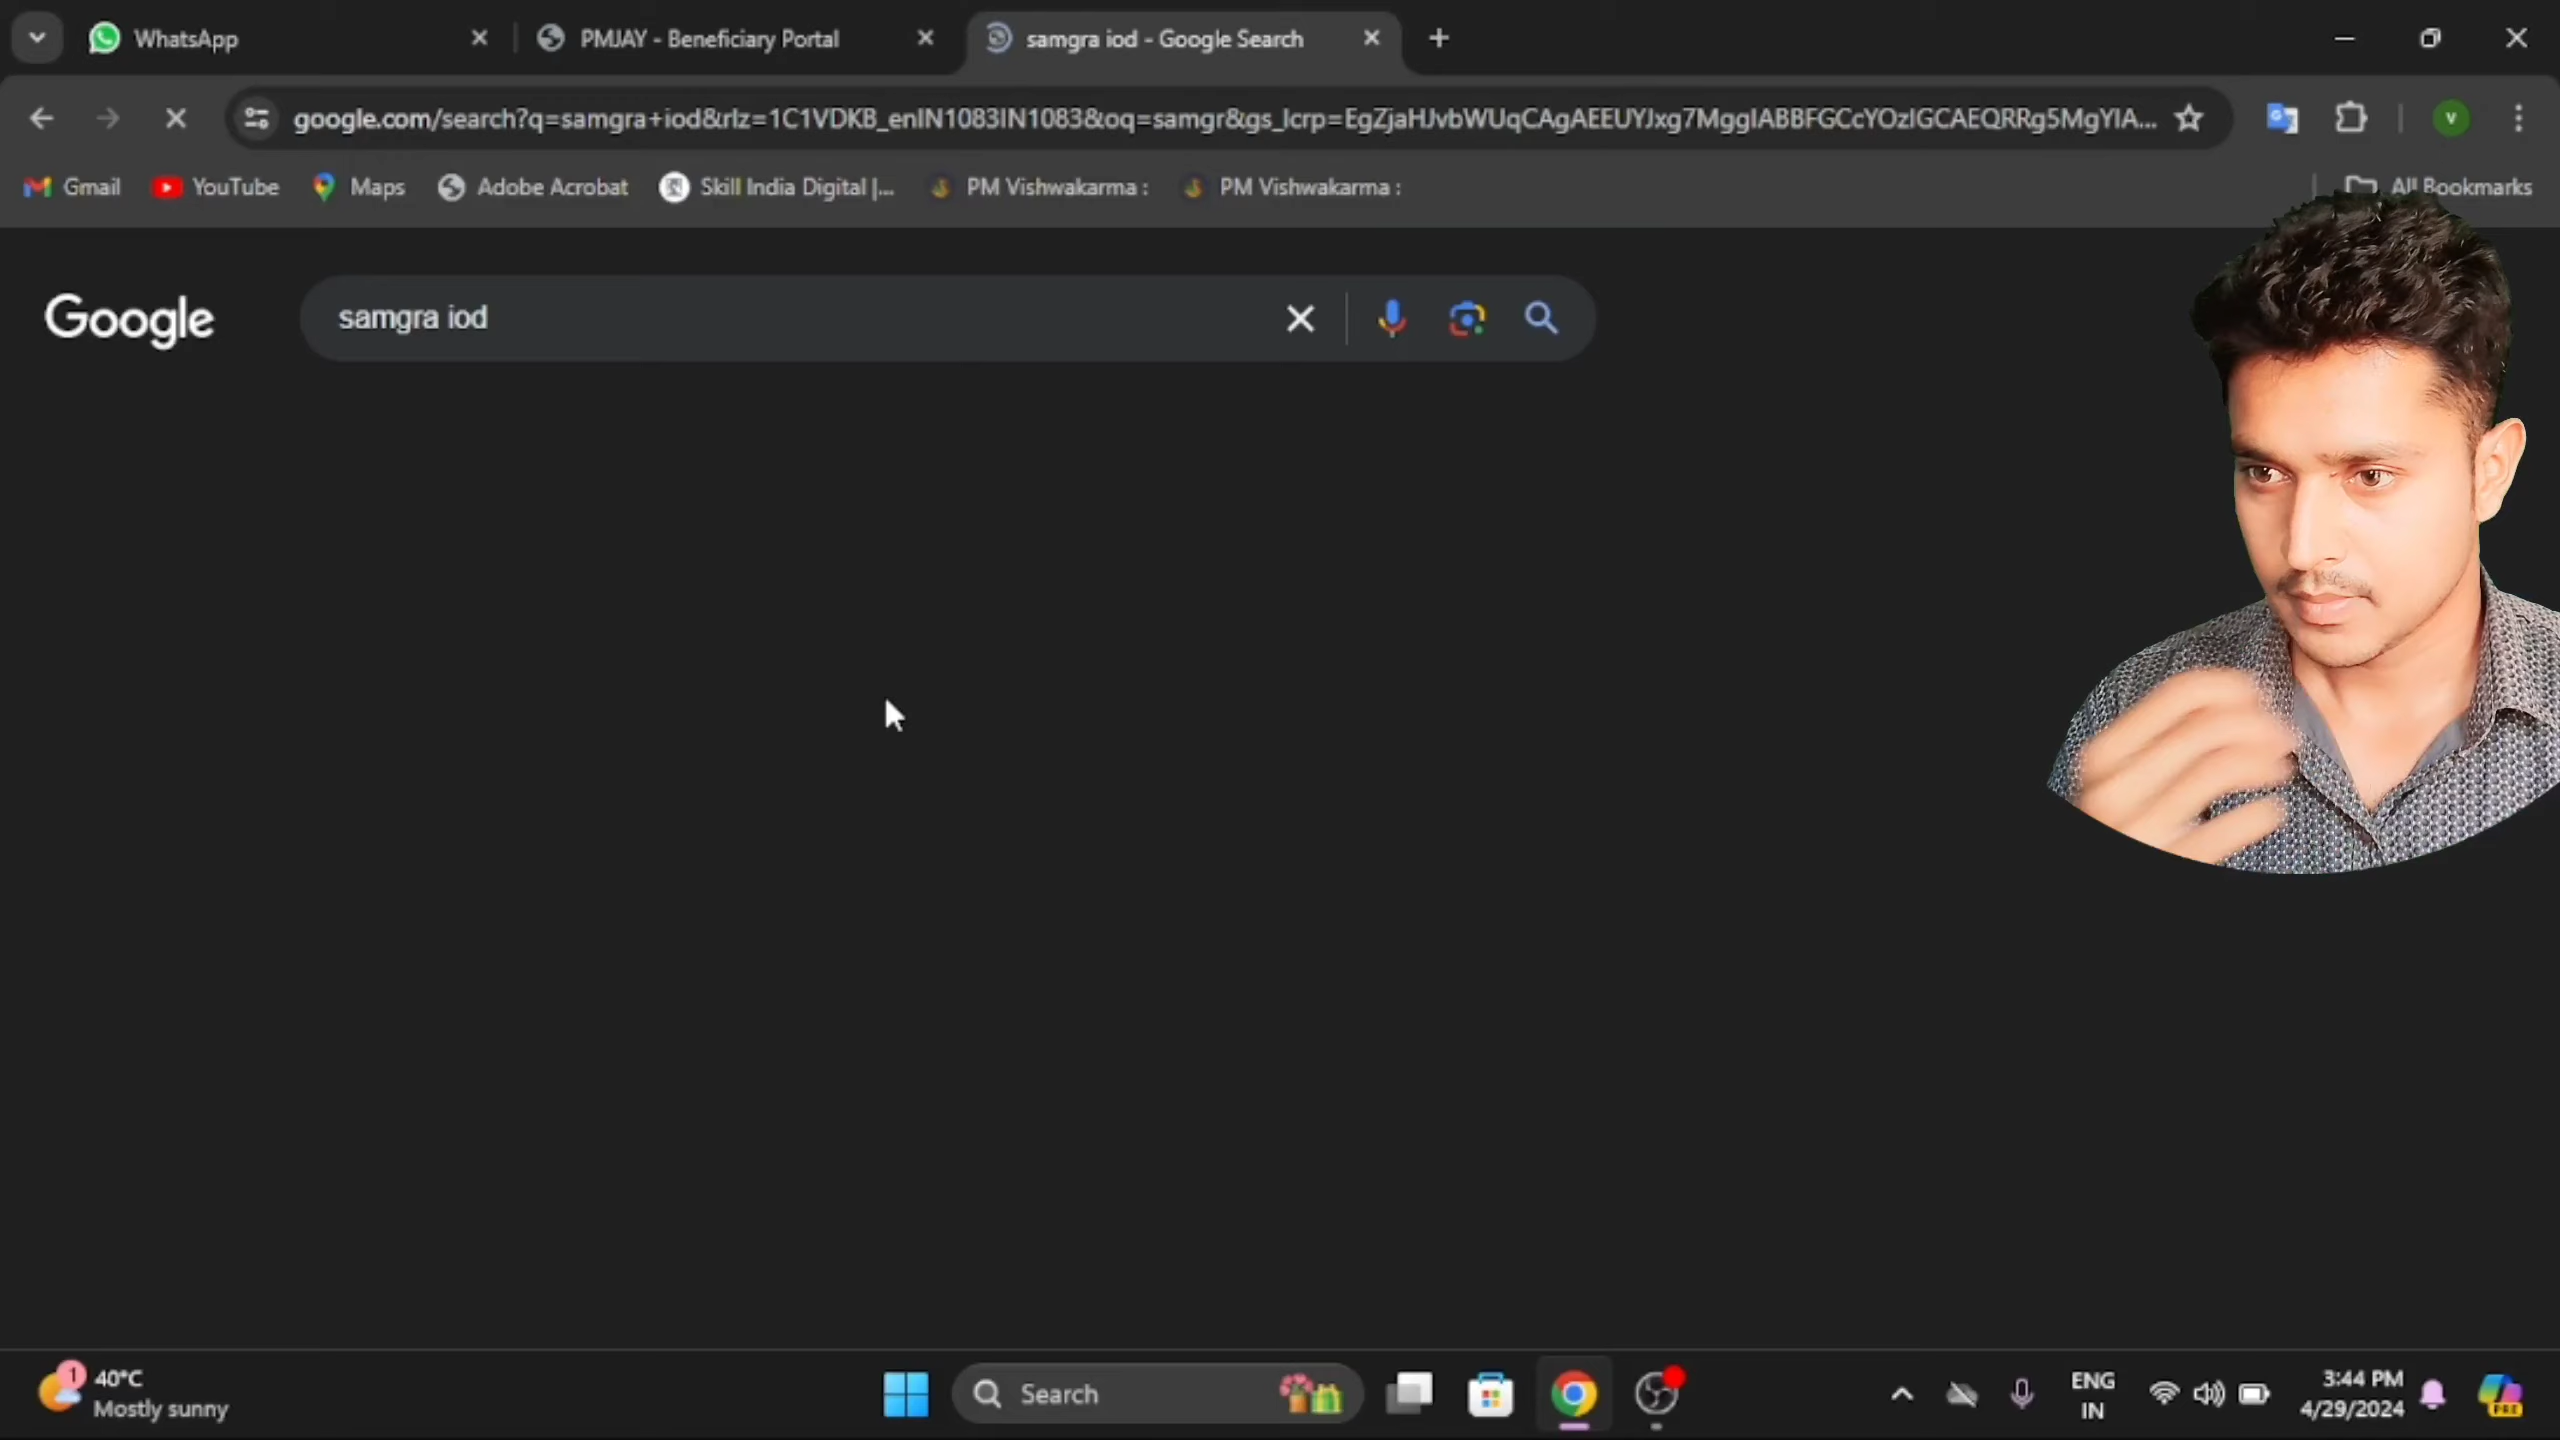 WhatsApp
PMJAY - Beneficiary Portal
samgra iod - Google Search
google.com/search?q=samgra+iod&rlz=1C1VDKB_enIN1083IN1083&oq=samgr&gs_lcrp=EgZjaHJvbWUqCAgAEEUYJxg7MggIABBFGCcYOzIGCAEQRRg5MgYIA...
v
Gmail
YouTube
Maps
Adobe Acrobat
Skill India Digital |...
PM Vishwakarma :
PM Vishwakarma :
All Bookmarks
Google
samgra iod
1
40°C
Mostly sunny
Search
ENG
IN
3:44 PM
4/29/2024
PRE